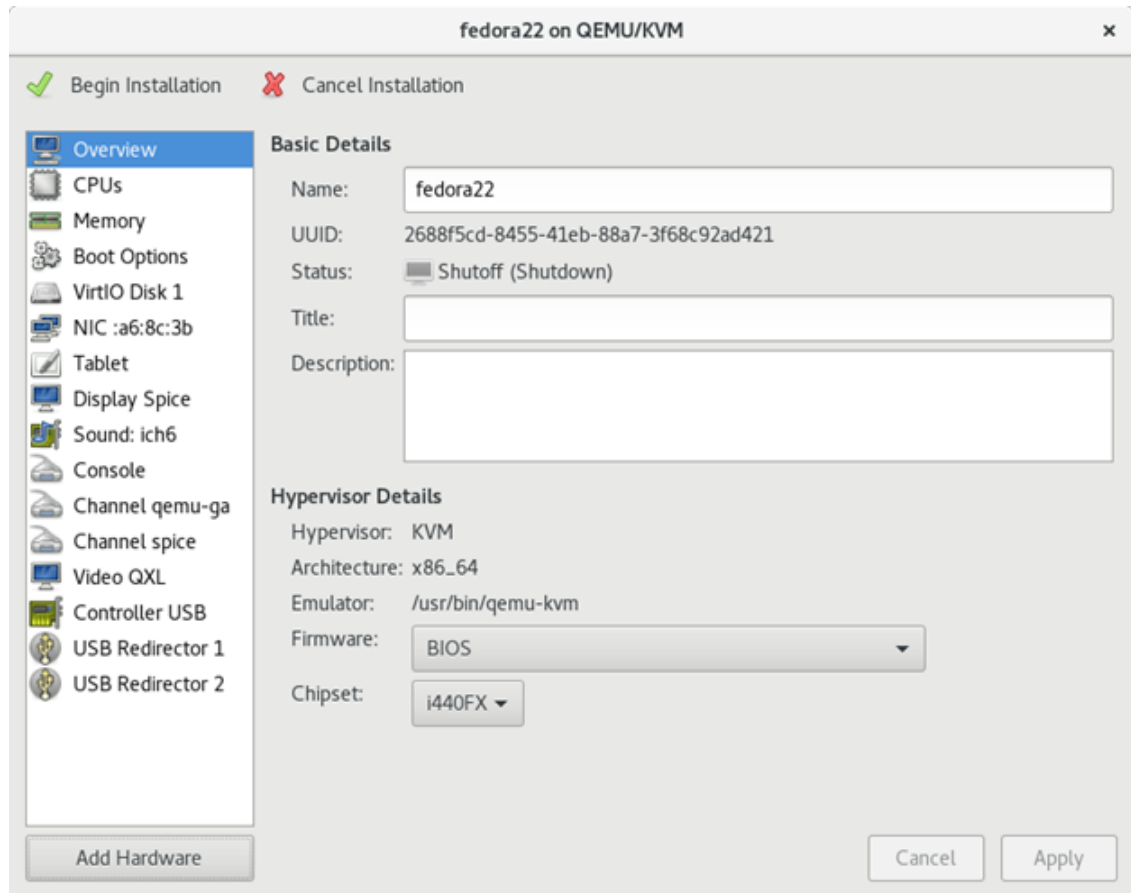 fedora22 on QEMU/KVM
Begin Installation
Cancel Installation
Overview
CPUs
Memory
Boot Options
VirtIO Disk 1
NIC :a6:8c:3b
Tablet
Display Spice
Sound: ich6
Console
Channel qemu-ga
Channel spice
Video QXL
Controller USB
USB Redirector 1
USB Redirector 2
Add Hardware
Basic Details
Name: fedora22
UUID: 2688f5cd-8455-41eb-88a7-3f68c92ad421
Status: Shutoff (Shutdown)
Title:
Description:
Hypervisor Details
Hypervisor: KVM
Architecture: x86_64
Emulator: /usr/bin/qemu-kvm
Firmware: BIOS
Chipset: i440FX
Cancel
Apply